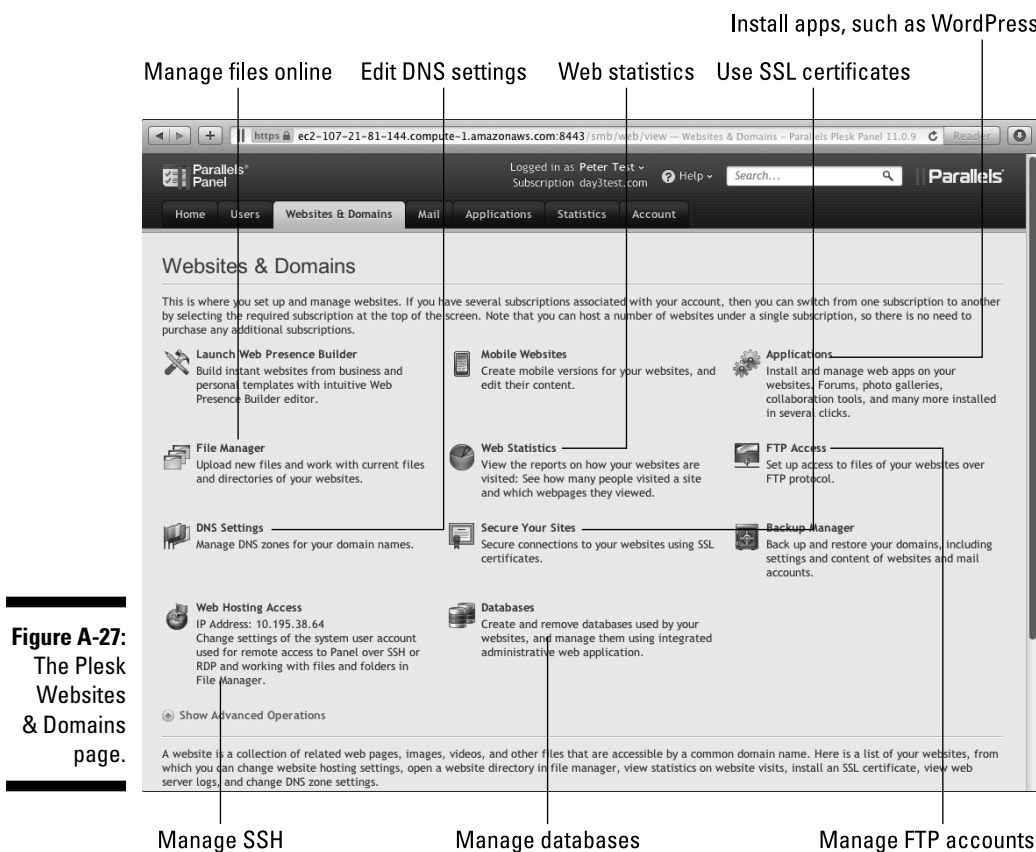 Install apps, such as WordPress
Manage files online
Edit DNS settings
Web statistics
Use SSL certificates
https ec2-107-21-81-144.compute-1.amazonaws.com:8443/smb/web/view — Websites & Domains – Parallels Plesk Panel 11.0.9
Reader
Parallels®
Panel
Logged in as Peter Test
Subscription day3test.com
Help
Search...
Parallels
Home
Users
Websites & Domains
Mail
Applications
Statistics
Account
Websites & Domains
This is where you set up and manage websites. If you have several subscriptions associated with your account, then you can switch from one subscription to another
by selecting the required subscription at the top of the screen. Note that you can host a number of websites under a single subscription, so there is no need to
purchase any additional subscriptions.
Launch Web Presence Builder
Build instant websites from business and
personal templates with intuitive Web
Presence Builder editor.
Mobile Websites
Create mobile versions for your websites, and
edit their content.
Applications
Install and manage web apps on your
websites. Forums, photo galleries,
collaboration tools, and many more installed
in several clicks.
File Manager
Upload new files and work with current files
and directories of your websites.
Web Statistics
View the reports on how your websites are
visited: See how many people visited a site
and which webpages they viewed.
FTP Access
Set up access to files of your websites over
FTP protocol.
DNS Settings
Manage DNS zones for your domain names.
Secure Your Sites
Secure connections to your websites using SSL
certificates.
Backup Manager
Back up and restore your domains, including
settings and content of websites and mail
accounts.
Web Hosting Access
IP Address: 10.195.38.64
Change settings of the system user account
used for remote access to Panel over SSH or
RDP and working with files and folders in
File Manager.
Databases
Create and remove databases used by your
websites, and manage them using integrated
administrative web application.
Show Advanced Operations
A website is a collection of related web pages, images, videos, and other files that are accessible by a common domain name. Here is a list of your websites, from
which you can change website hosting settings, open a website directory in file manager, view statistics on website visits, install an SSL certificate, view web
server logs, and change DNS zone settings.
Figure A-27:
The Plesk
Websites
& Domains
page.
Manage SSH
Manage databases
Manage FTP accounts